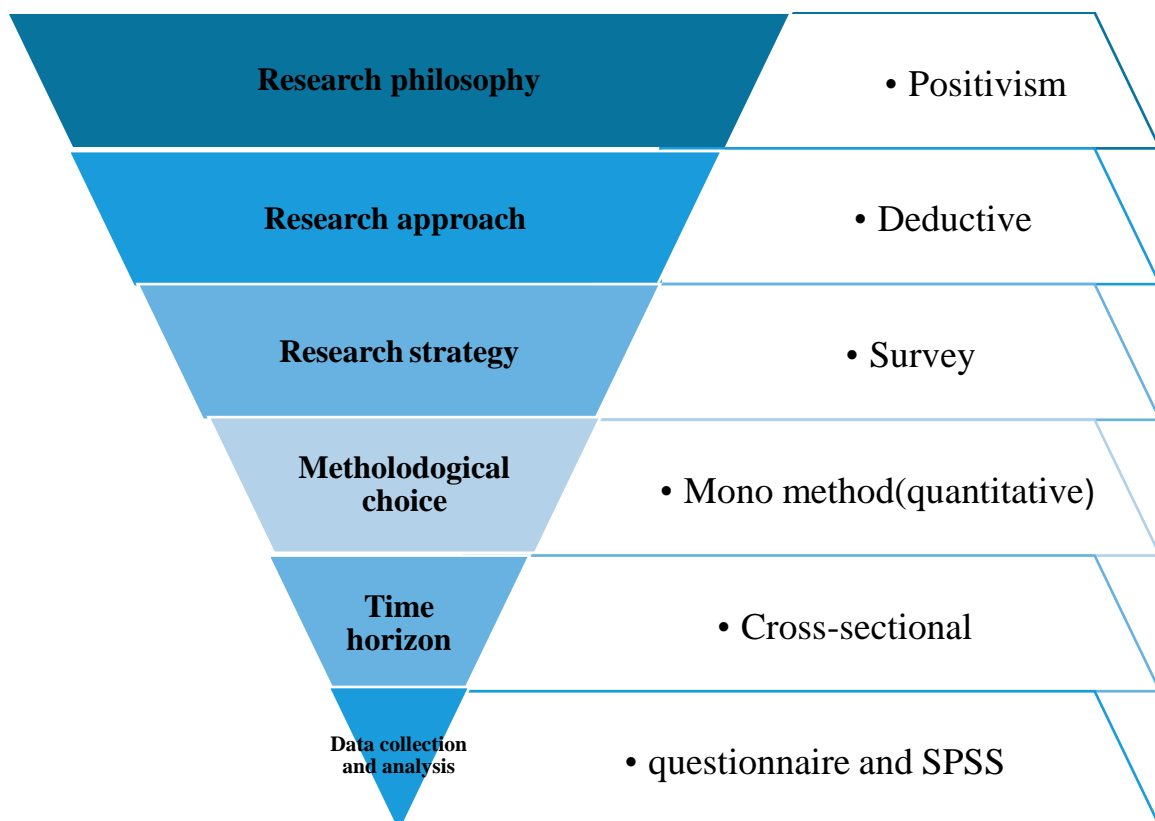 Research philosophy
• Positivism
Research approach
• Deductive
Research strategy
• Survey
Metholodogical
choice
• Mono method(quantitative)
Time
horizon
• Cross-sectional
Data collection
and analysis
• questionnaire and SPSS